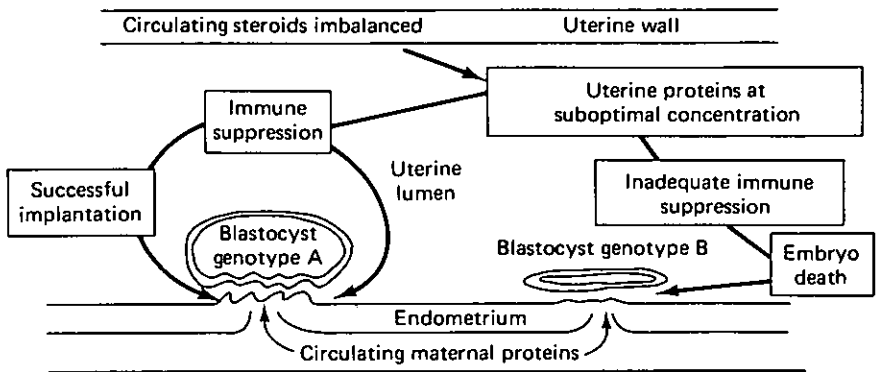 Circulating steroids imbalanced
Uterine wall
Uterine proteins at
suboptimal concentration
Immune
suppression
Uterine
lumen
Successful
implantation
Inadequate immune
suppression
Blastocyst
genotype A
Blastocyst genotype B
Embryo
death
Endometrium
Circulating maternal proteins